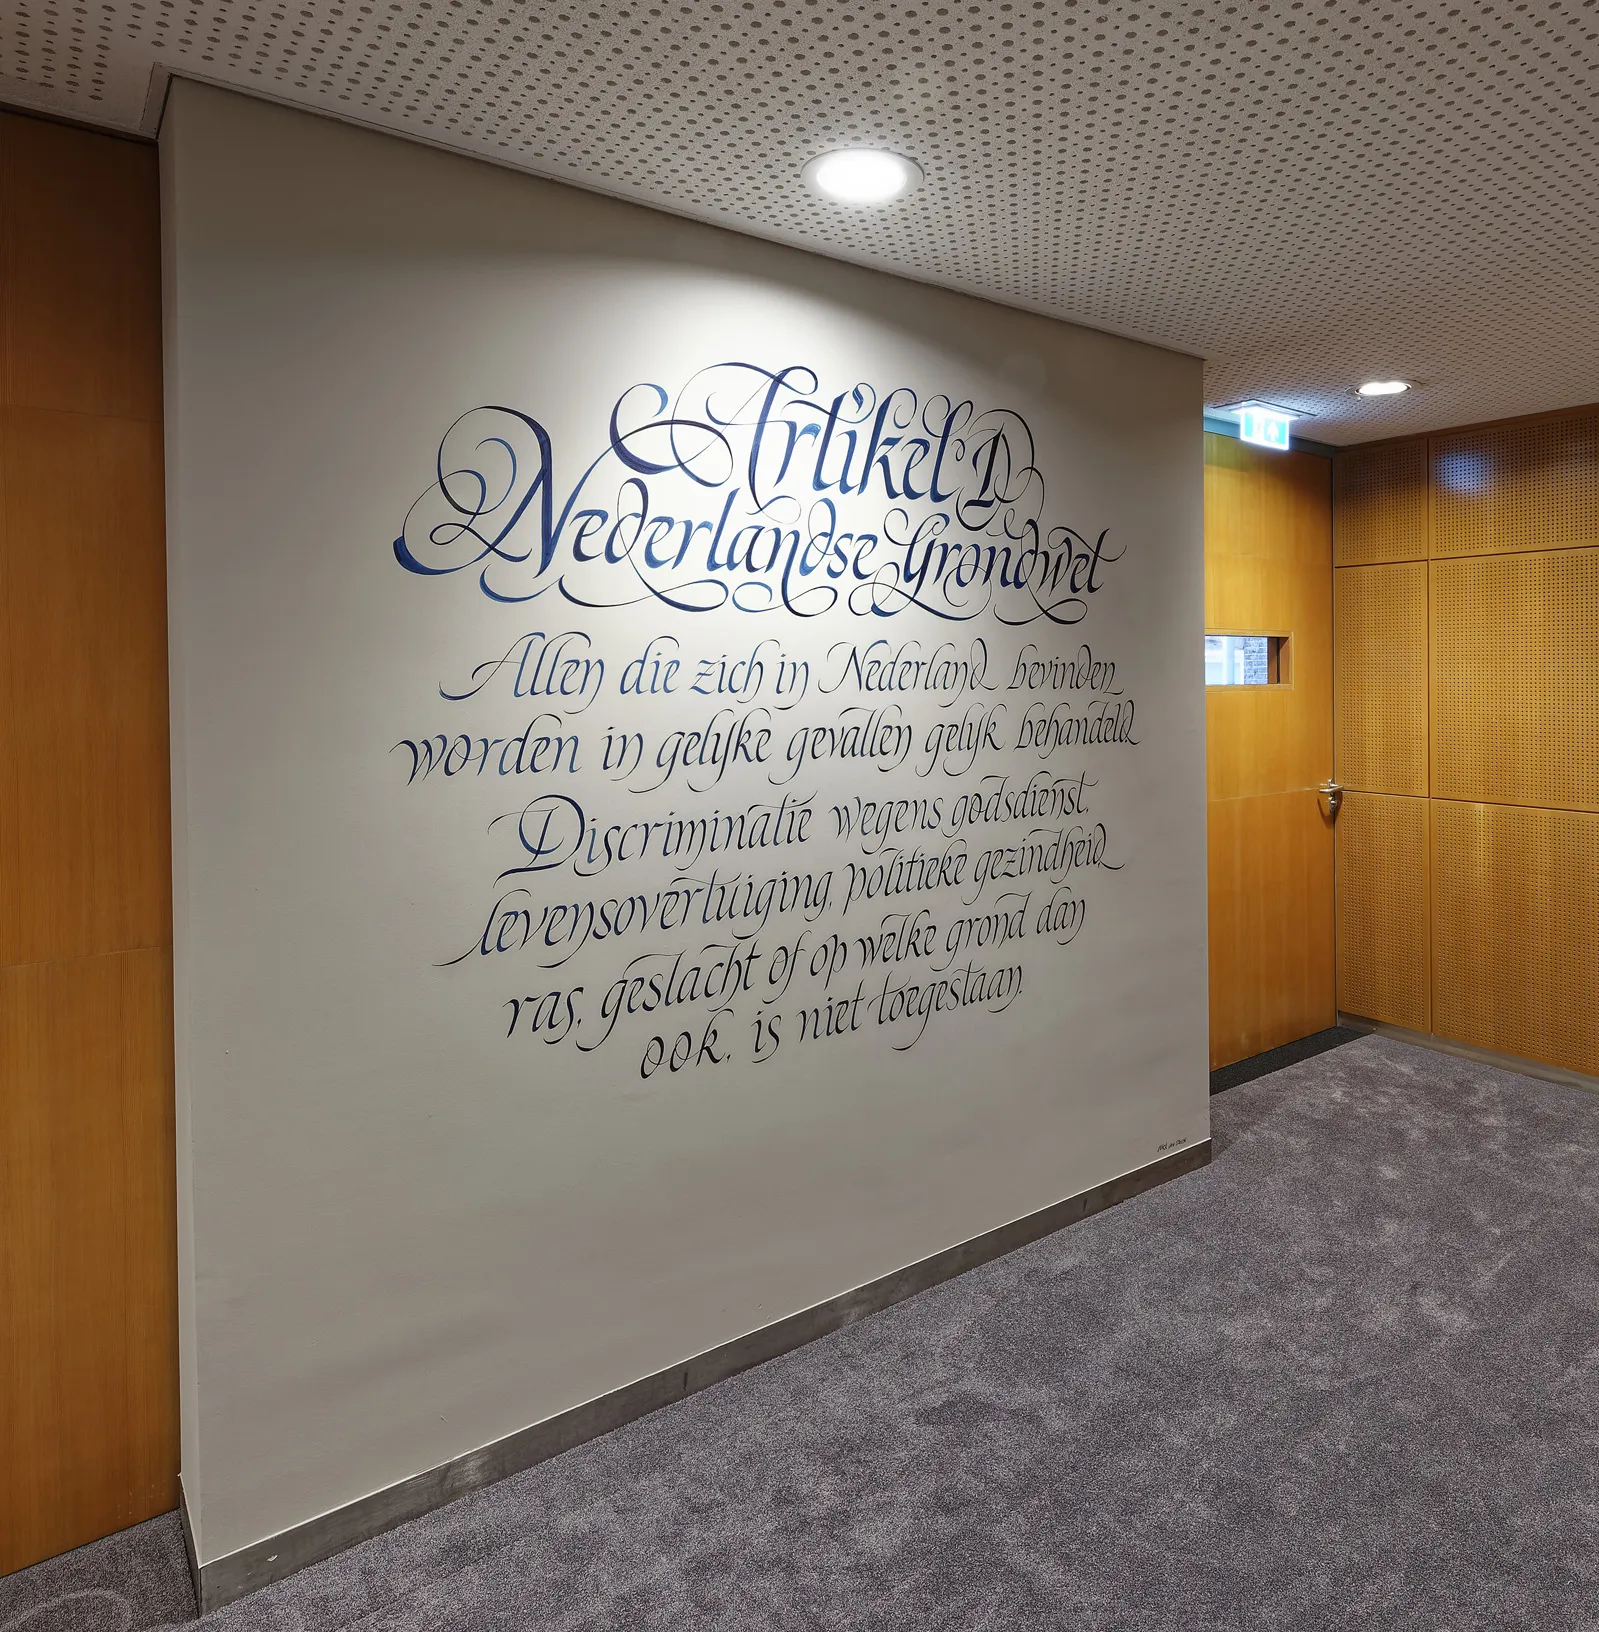 Artikel 1
Nederlandse Grondwet
Allen die zich in Nederland bevinden
worden in gelijke gevallen gelijk behandeld
Discriminatie wegens godsdienst,
levensovertuiging, politieke gezindheid
ras, geslacht of op welke grond dan
ook, is niet toegestaan.